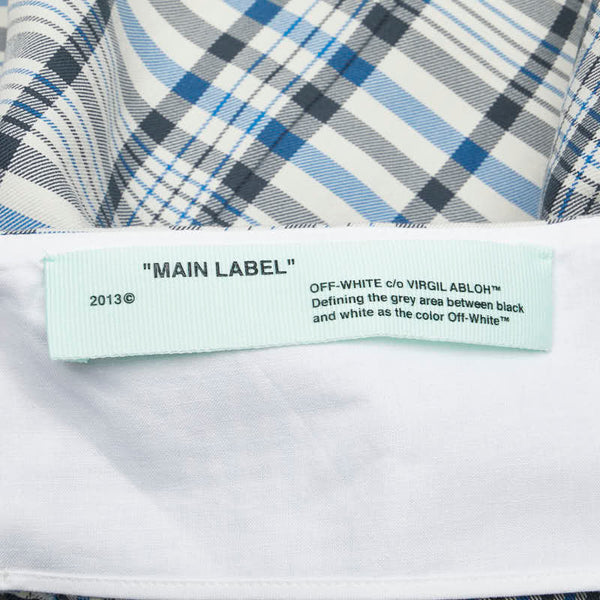 "MAIN LABEL"
2013©
OFF-WHITE c/o VIRGIL ABLOH™
Defining the grey area between black
and white as the color Off-White™